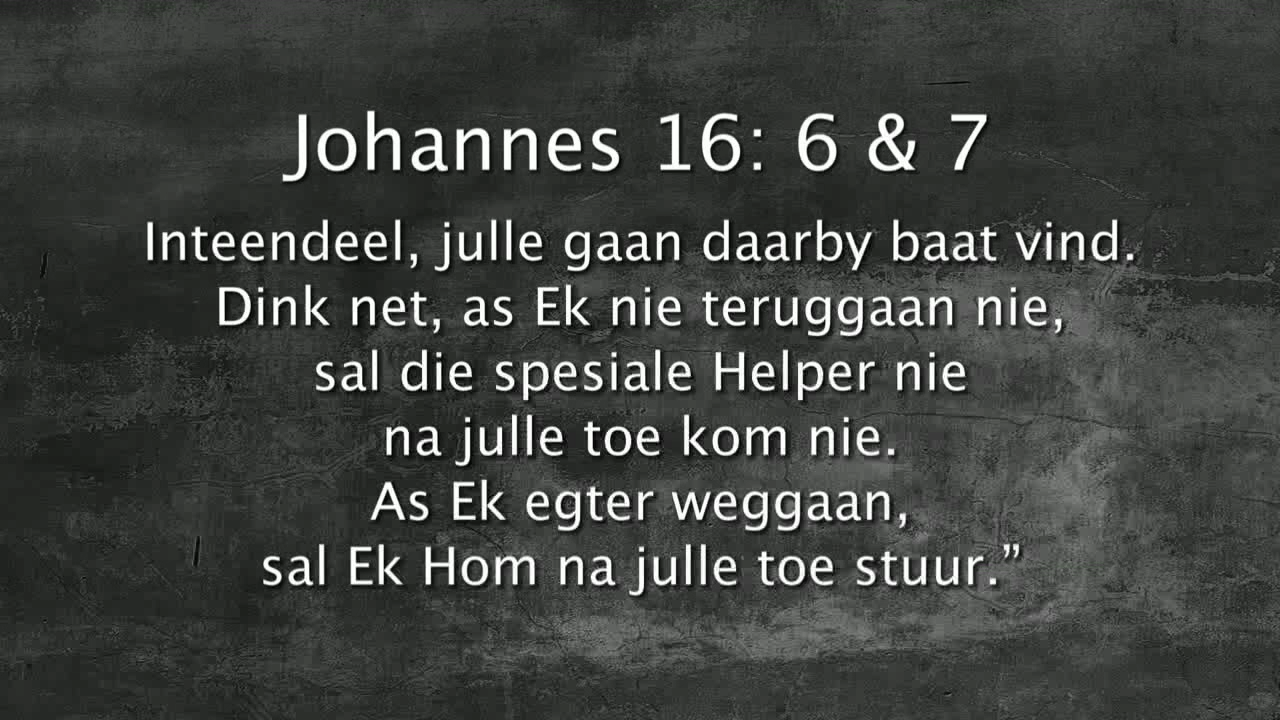 Johannes 16: 6 & 7
Inteendeel, julle gaan daarby baat vind.
Dink net, as Ek nie teruggaan nie,
sal die spesiale Helper nie
na julle toe kom nie.
As Ek egter weggaan,
sal Ek Hom na julle toe stuur.”